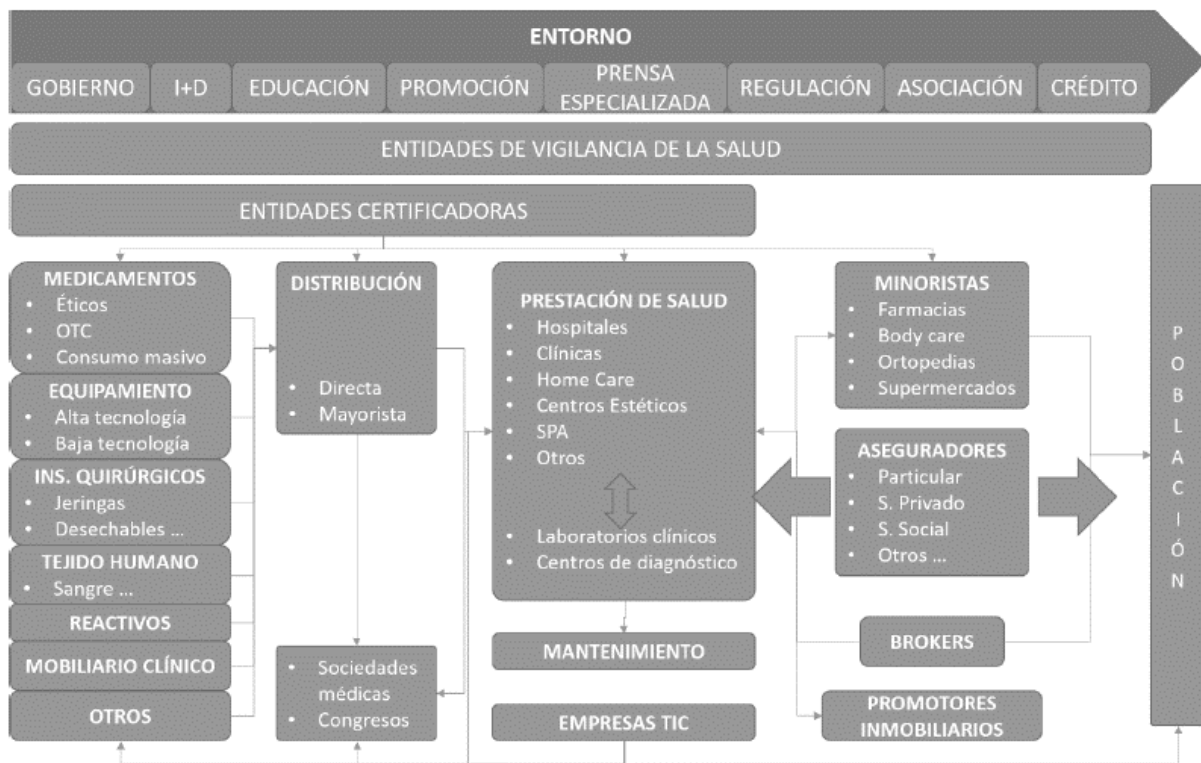 ENTORNO
GOBIERNO
I+D
EDUCACIÓN
PROMOCIÓN
PRENSA
ESPECIALIZADA
REGULACIÓN
ASOCIACIÓN
CRÉDITO
ENTIDADES DE VIGILANCIA DE LA SALUD
ENTIDADES CERTIFICADORAS
MEDICAMENTOS
• Éticos
• OTC
• Consumo masivo
EQUIPAMIENTO
• Alta tecnología
• Baja tecnología
INS. QUIRÚRGICOS
• Jeringas
• Desechables ...
TEJIDO HUMANO
• Sangre ...
REACTIVOS
MOBILIARIO CLÍNICO
OTROS
DISTRIBUCIÓN
• Directa
• Mayorista
• Sociedades
médicas
• Congresos
PRESTACIÓN DE SALUD
• Hospitales
• Clínicas
• Home Care
• Centros Estéticos
• SPA
• Otros
• Laboratorios clínicos
• Centros de diagnóstico
MANTENIMIENTO
EMPRESAS TIC
MINORISTAS
• Farmacias
• Body care
• Ortopedias
• Supermercados
ASEGURADORES
• Particular
• S. Privado
• S. Social
• Otros ...
BROKERS
PROMOTORES
INMOBILIARIOS
POBLACIÓN